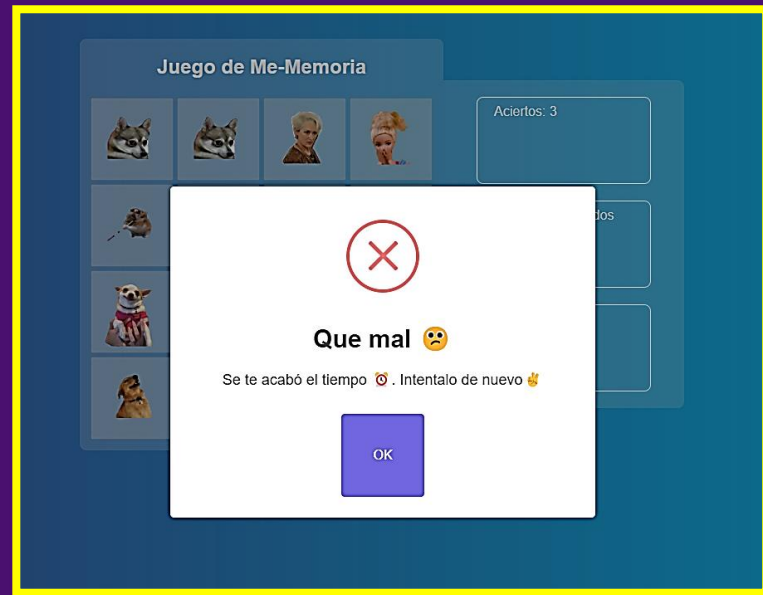 Juego de Me-Memoria
Aciertos: 3
Que mal 😕
Se te acabó el tiempo ⏰. Intentalo de nuevo ✌
OK